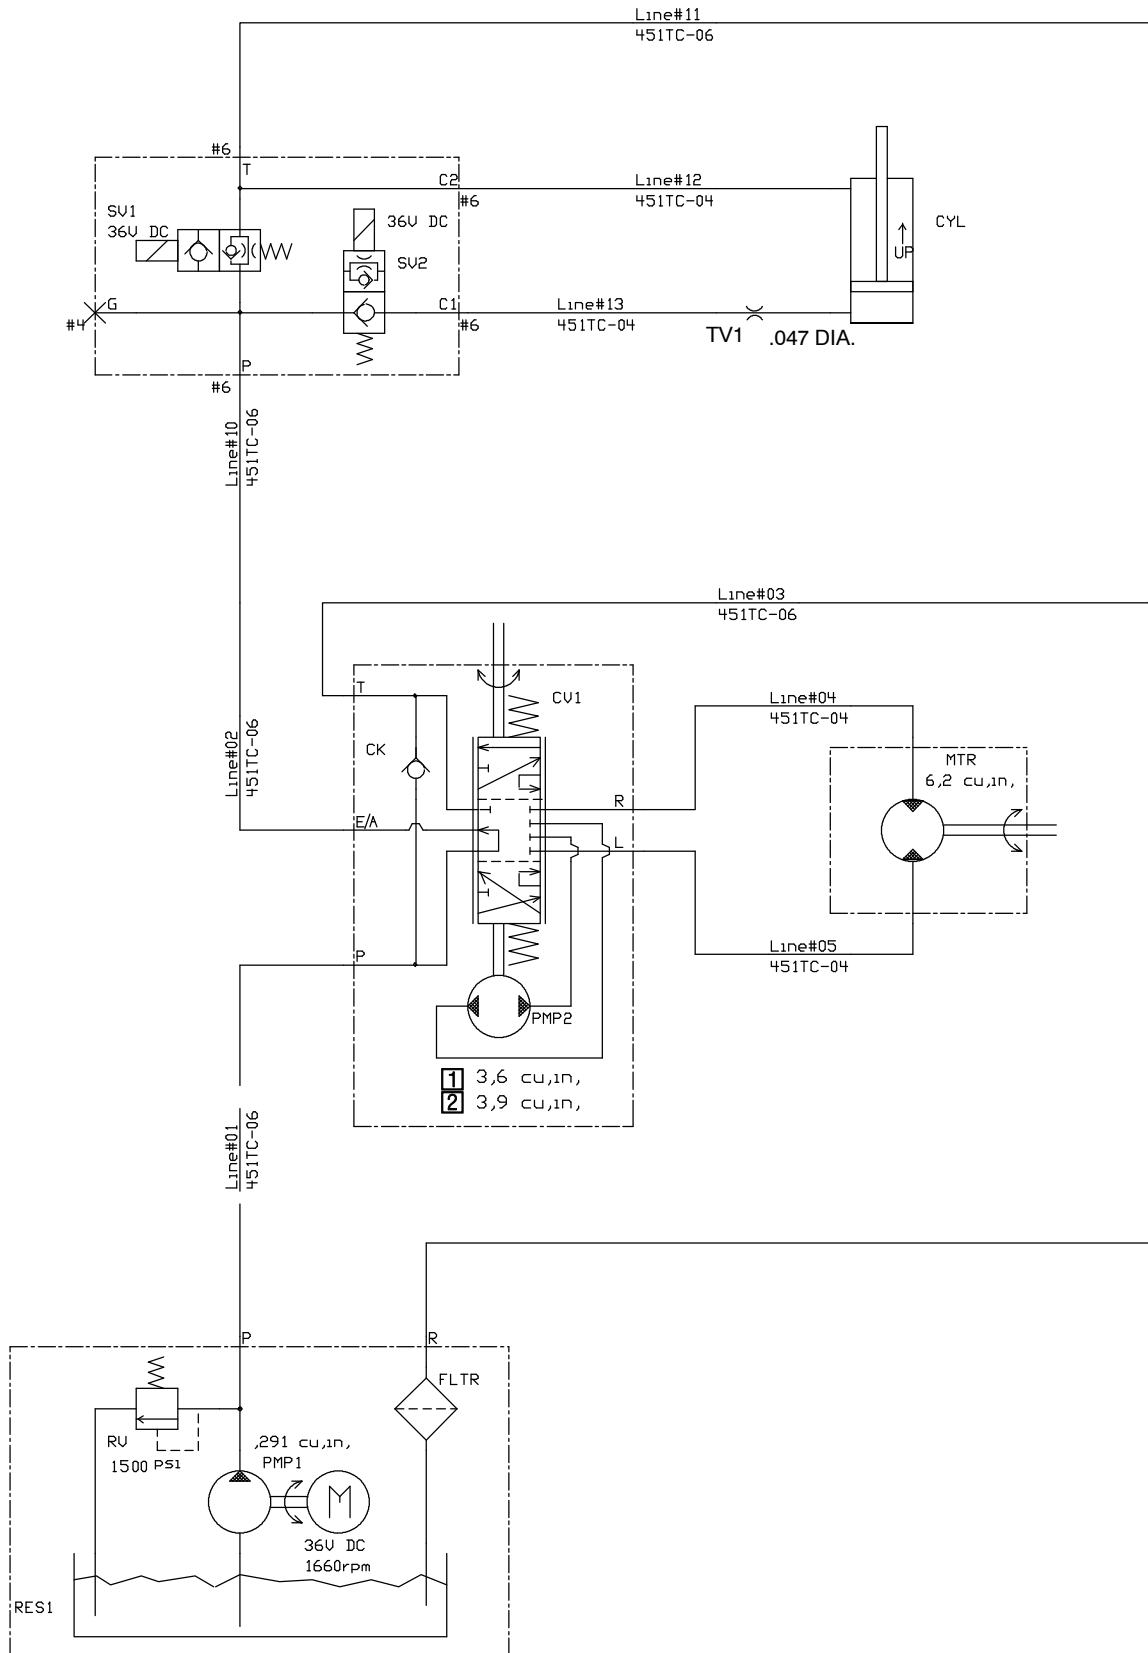 Line#11
451TC-06
#6
T
C2
#6
Line#12
451TC-04
SV1
36V DC
36V DC
SV2
CYL
UP
G
#4
C1
#6
Line#13
451TC-04
TV1 .047 DIA.
P
#6
Line#10
451TC-06
Line#03
451TC-06
T
CV1
Line#04
451TC-04
Line#02
451TC-06
CK
MTR
6,2 cu,in,
R
E/A
L
P
Line#05
451TC-04
PMP2
1 3,6 cu,in,
2 3,9 cu,in,
Line#01
451TC-06
P
R
FLTR
RV
1500 PSI
,291 cu,in,
PMP1
M
36V DC
1660rpm
RES1